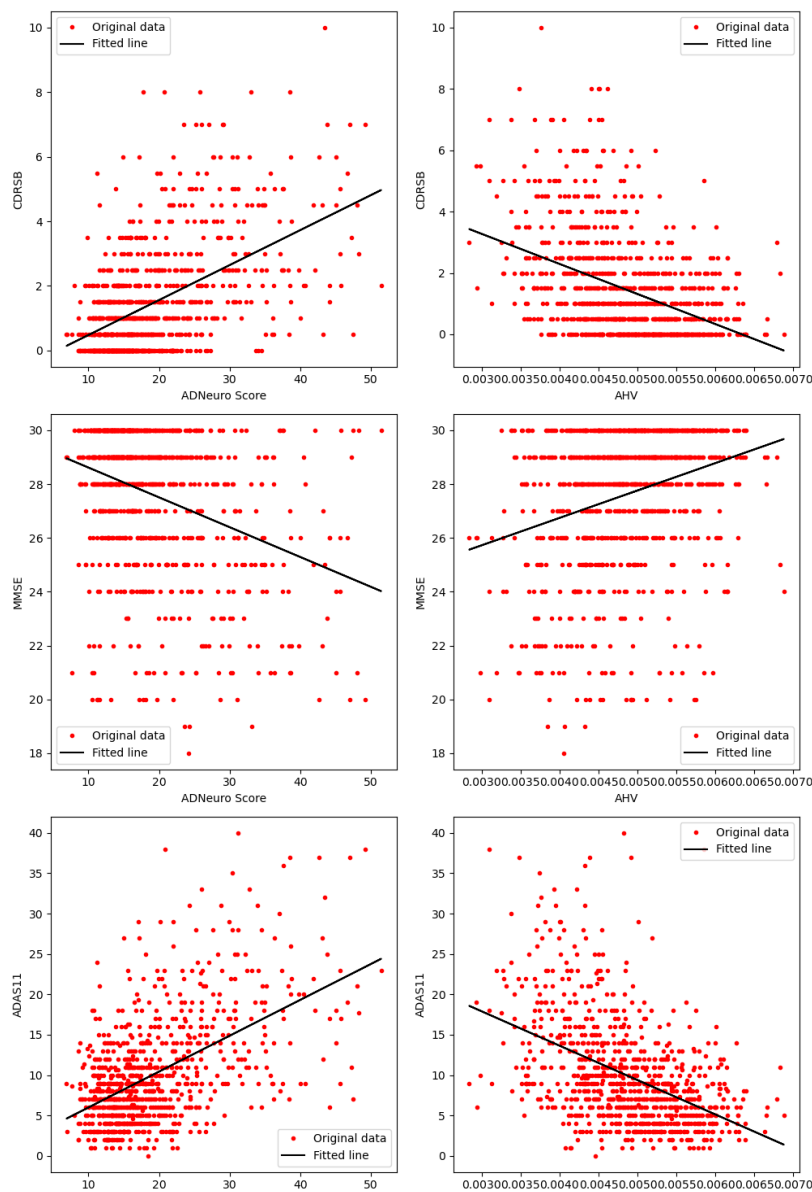 10
8
6
4
2
0
CDRSB
Original data
Fitted line
10 20 30 40 50
ADNeuro Score
10
8
6
4
2
0
CDRSB
Original data
Fitted line
0.00300.00350.00400.00450.00500.00550.00600.00650.0070
AHV
30
28
26
24
22
20
18
MMSE
Original data
Fitted line
10 20 30 40 50
ADNeuro Score
30
28
26
24
22
20
18
MMSE
Original data
Fitted line
0.00300.00350.00400.00450.00500.00550.00600.00650.0070
AHV
40
35
30
25
20
15
10
5
0
ADAS11
Original data
Fitted line
10 20 30 40 50
ADNeuro Score
40
35
30
25
20
15
10
5
0
ADAS11
Original data
Fitted line
0.00300.00350.00400.00450.00500.00550.00600.00650.0070
AHV